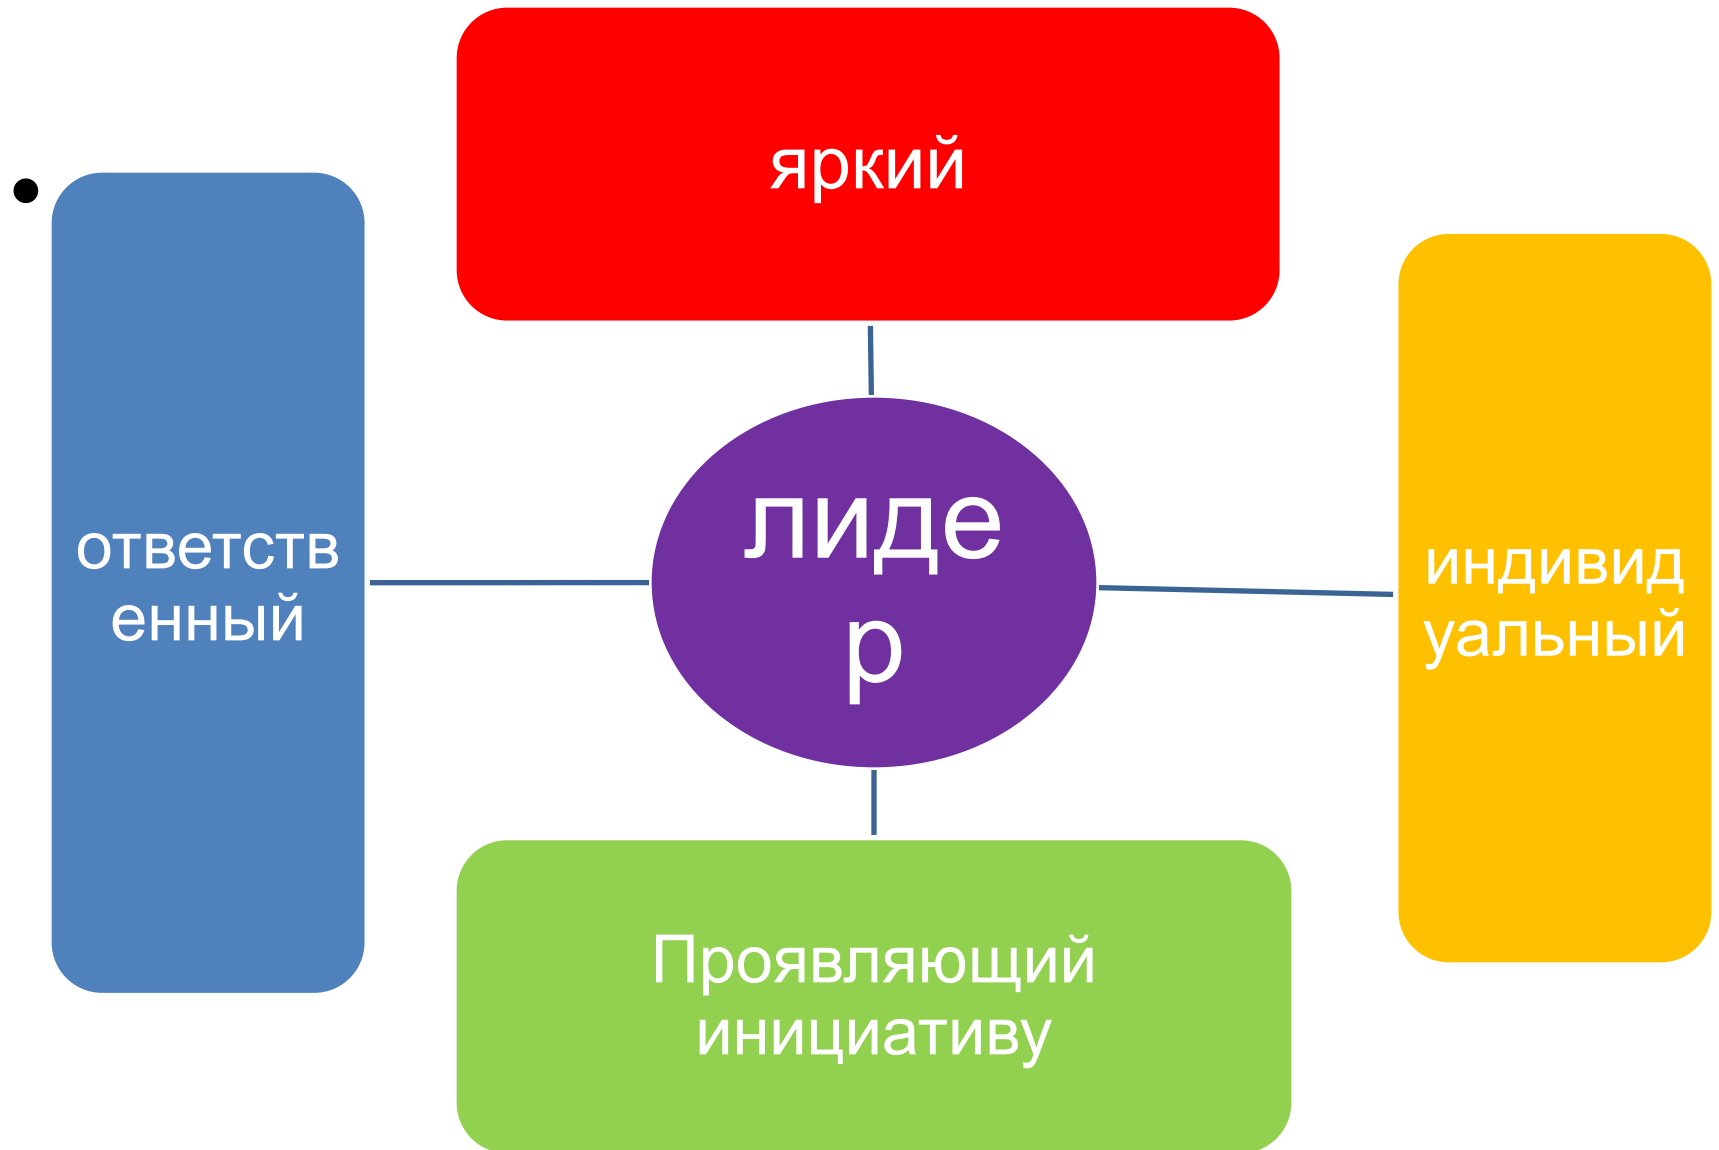 яркий
ответств
енный
лиде
р
индивид
уальный
Проявляющий
инициативу